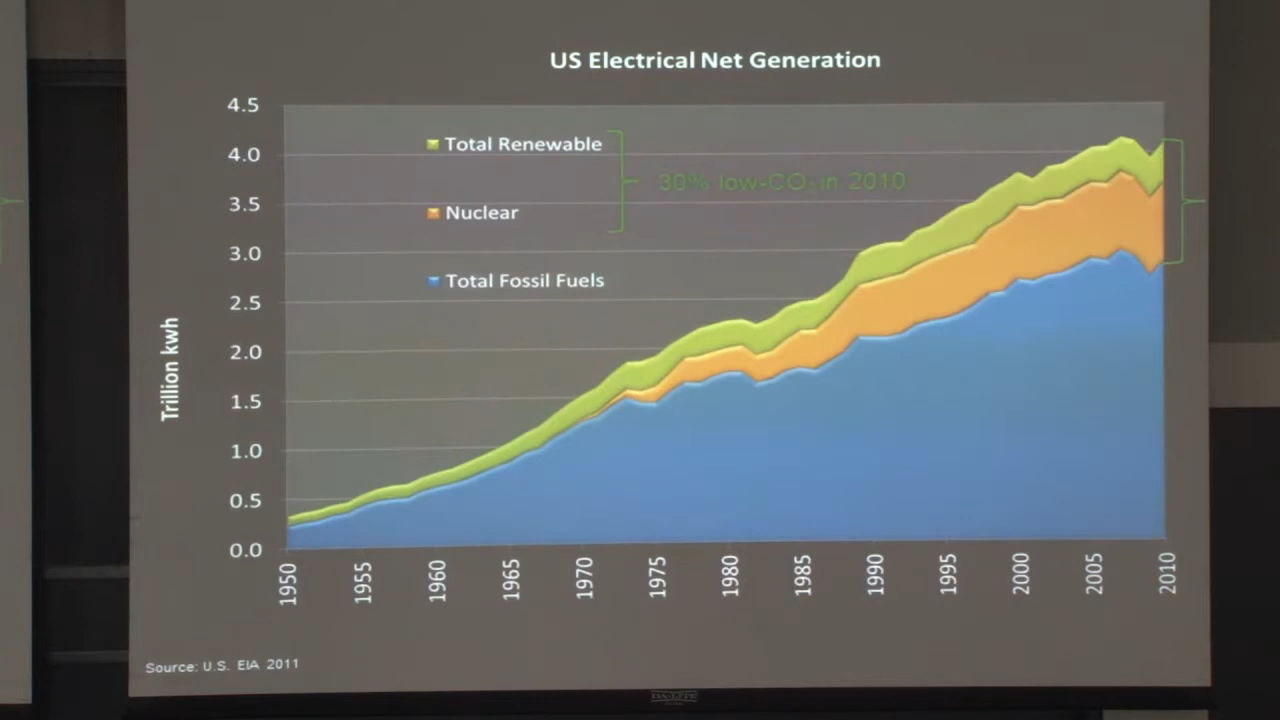 US Electrical Net Generation
4.5
4.0
3.5
3.0
2.5
2.0
1.5
1.0
0.5
0.0
Trillion kwh
Total Renewable
30% low-CO₂ in 2010
Nuclear
Total Fossil Fuels
1950
1955
1960
1965
1970
1975
1980
1985
1990
1995
2000
2005
2010
Source: U.S. EIA 2011
DA-LITE